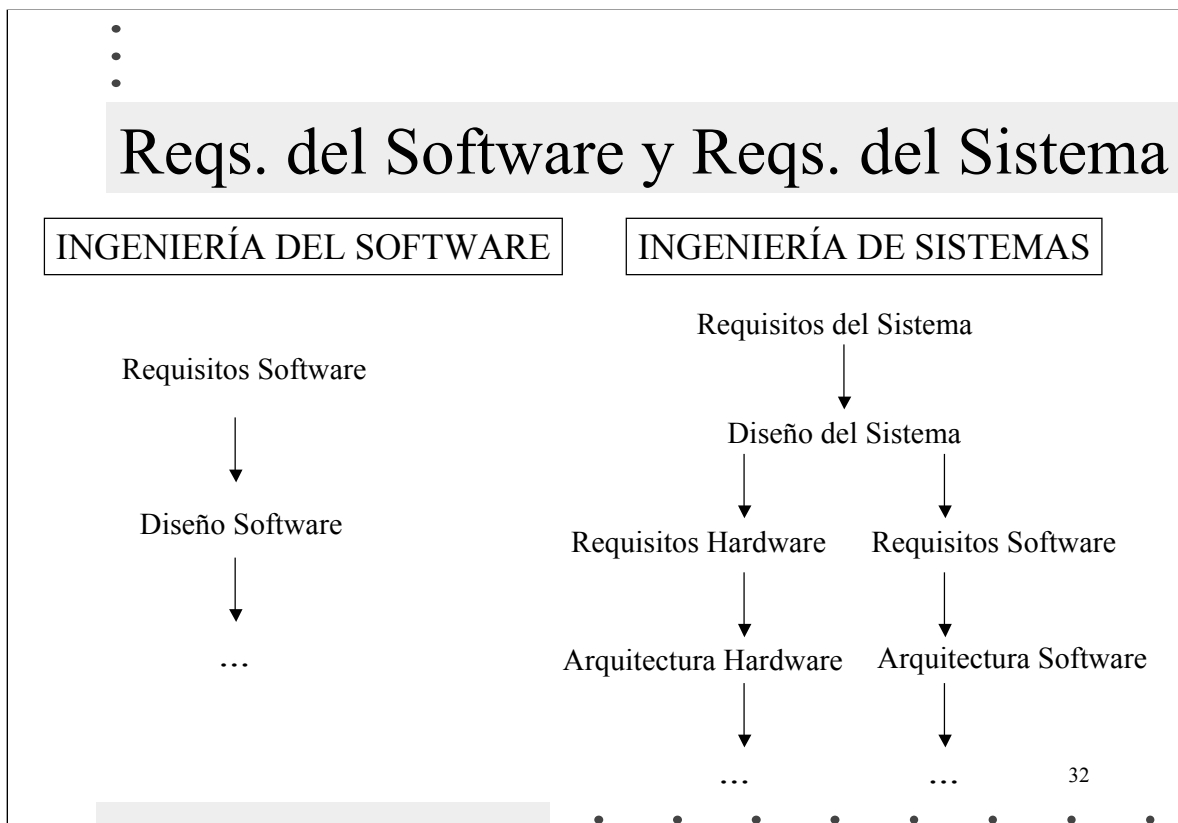 Reqs. del Software y Reqs. del Sistema
INGENIERÍA DEL SOFTWARE
Requisitos Software
Diseño Software
...
INGENIERÍA DE SISTEMAS
Requisitos del Sistema
Diseño del Sistema
Requisitos Hardware Requisitos Software
Arquitectura Hardware Arquitectura Software
... ...
32